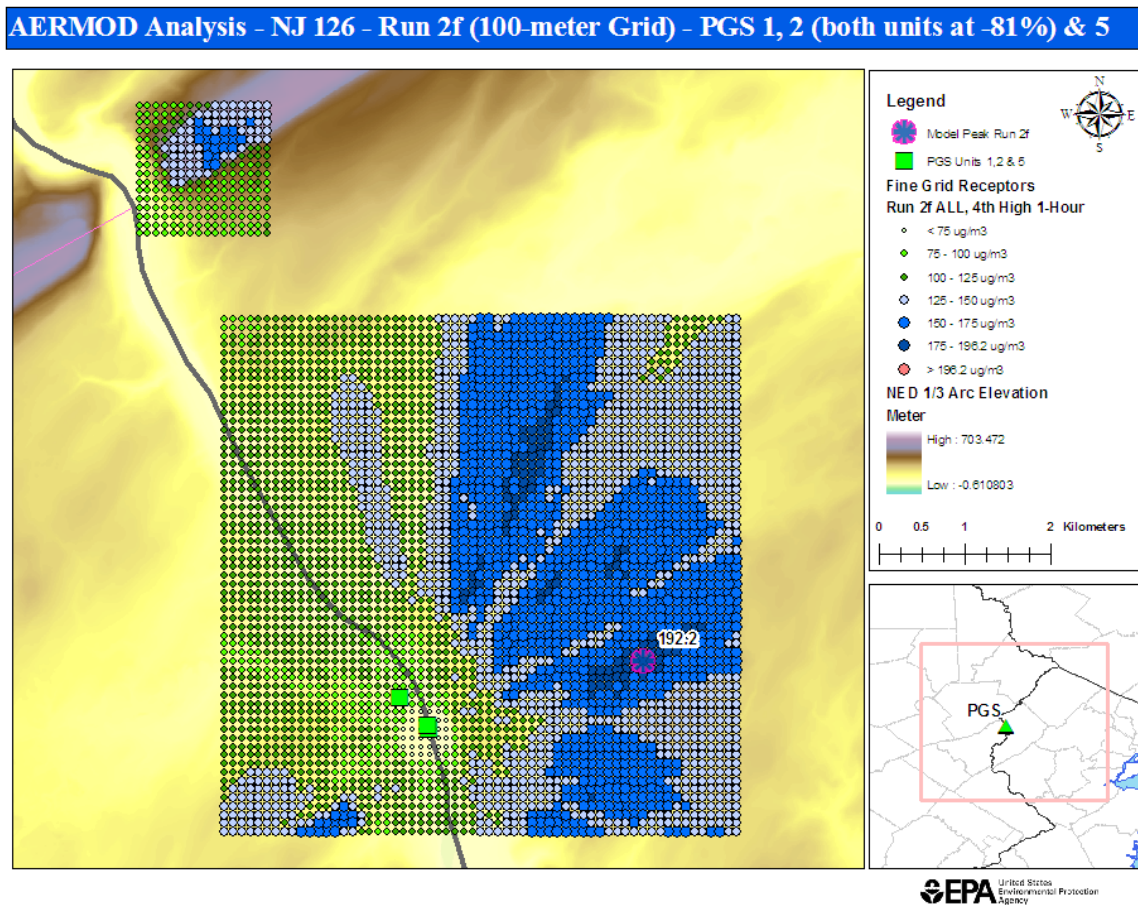 AERMOD Analysis - NJ 126 - Run 2f (100-meter Grid) - PGS 1, 2 (both units at -81%) & 5
Legend
N
W
E
S
Model Peak Run 2f
PGS Units 1,2 & 5
Fine Grid Receptors
Run 2f ALL, 4th High 1-Hour
< 75 ug/m3
75 - 100 ug/m3
100 - 125 ug/m3
125 - 150 ug/m3
150 - 175 ug/m3
175 - 196.2 ug/m3
> 196.2 ug/m3
NED 1/3 Arc Elevation
Meter
High : 703.472
Low : -0.610803
0 0.5 1 2 Kilometers
192.2
PGS
EPA United States
Environmental Protection
Agency